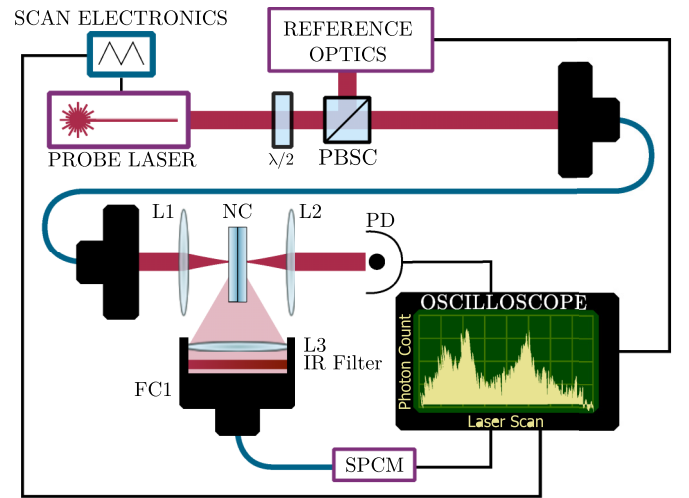 SCAN ELECTRONICS
REFERENCE
OPTICS
PROBE LASER
λ/2
PBSC
L1
NC
L2
PD
OSCILLOSCOPE
Photon Count
Laser Scan
L3
IR Filter
FC1
SPCM